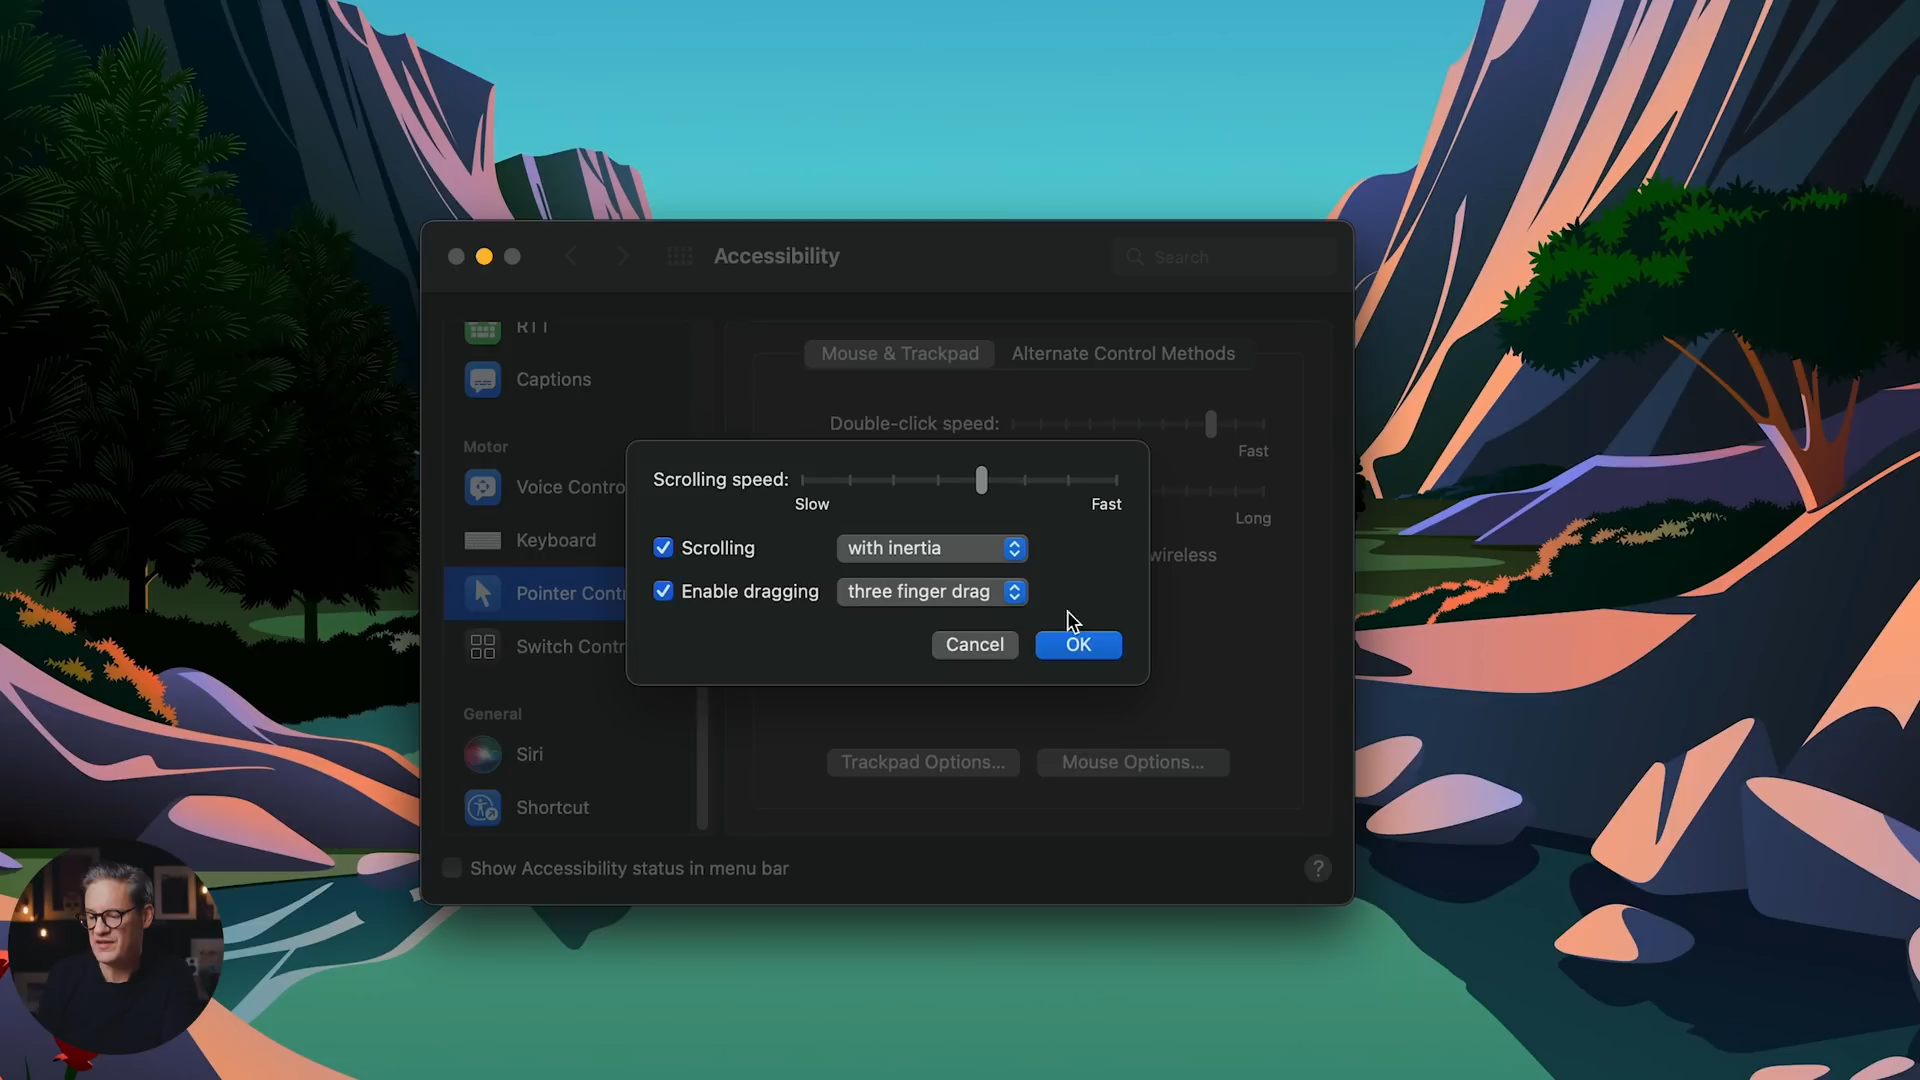 Accessibility
Search
RTT
Captions
Motor
Voice Contro
Keyboard
Pointer Contr
Switch Contr
General
Siri
Shortcut
Mouse & Trackpad
Alternate Control Methods
Double-click speed:
Fast
Long
wireless
Scrolling speed:
Slow
Fast
Scrolling
with inertia
Enable dragging
three finger drag
Cancel
OK
Trackpad Options...
Mouse Options...
Show Accessibility status in menu bar
?